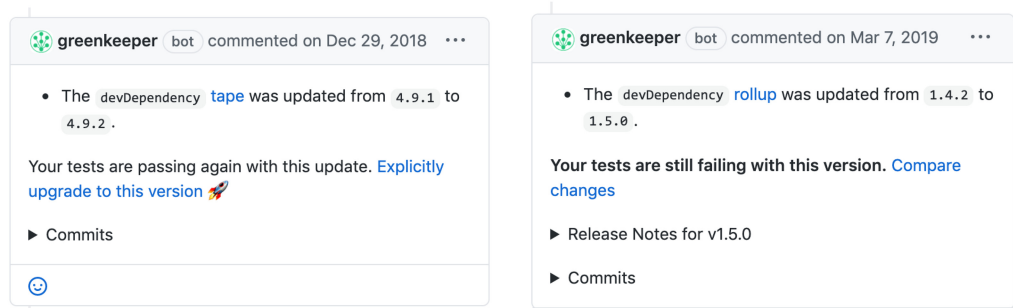 greenkeeper bot commented on Dec 29, 2018 ...
• The devDependency tape was updated from 4.9.1 to
4.9.2 .
Your tests are passing again with this update. Explicitly
upgrade to this version 🚀
▶ Commits
greenkeeper bot commented on Mar 7, 2019 ...
• The devDependency rollup was updated from 1.4.2 to
1.5.0 .
Your tests are still failing with this version. Compare
changes
▶ Release Notes for v1.5.0
▶ Commits